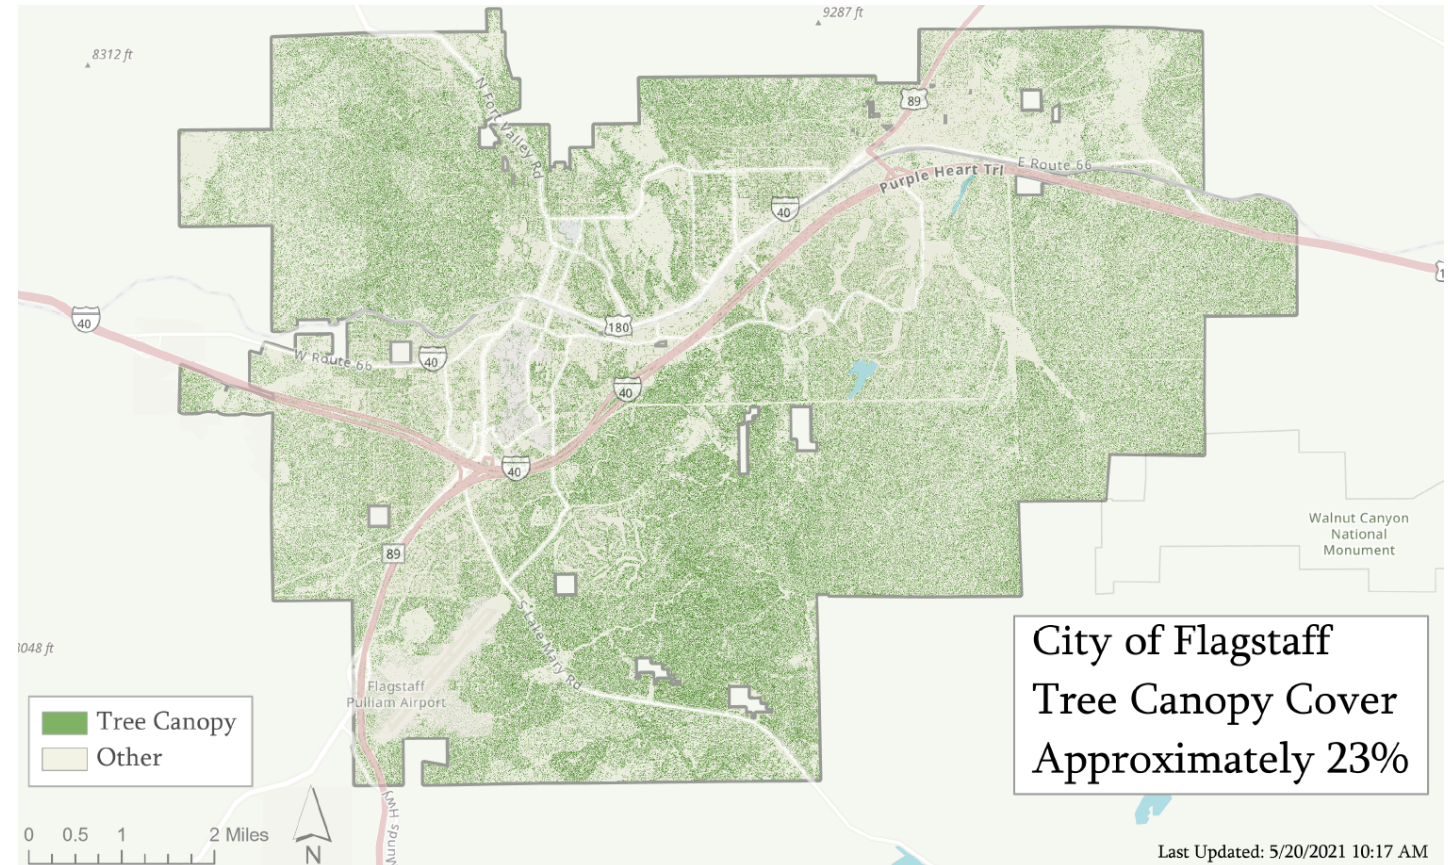 9287 ft
8312 ft
N Fort Valley Rd
89
E Route 66
Purple Heart Trl
40
40
180
W Route 66
40
40
40
Walnut Canyon
National
Monument
89
S Lake Mary Rd
City of Flagstaff
Tree Canopy Cover
Approximately 23%
Flagstaff
Pulliam Airport
Tree Canopy
Other
0 0.5 1 2 Miles
N
Last Updated: 5/20/2021 10:17 AM